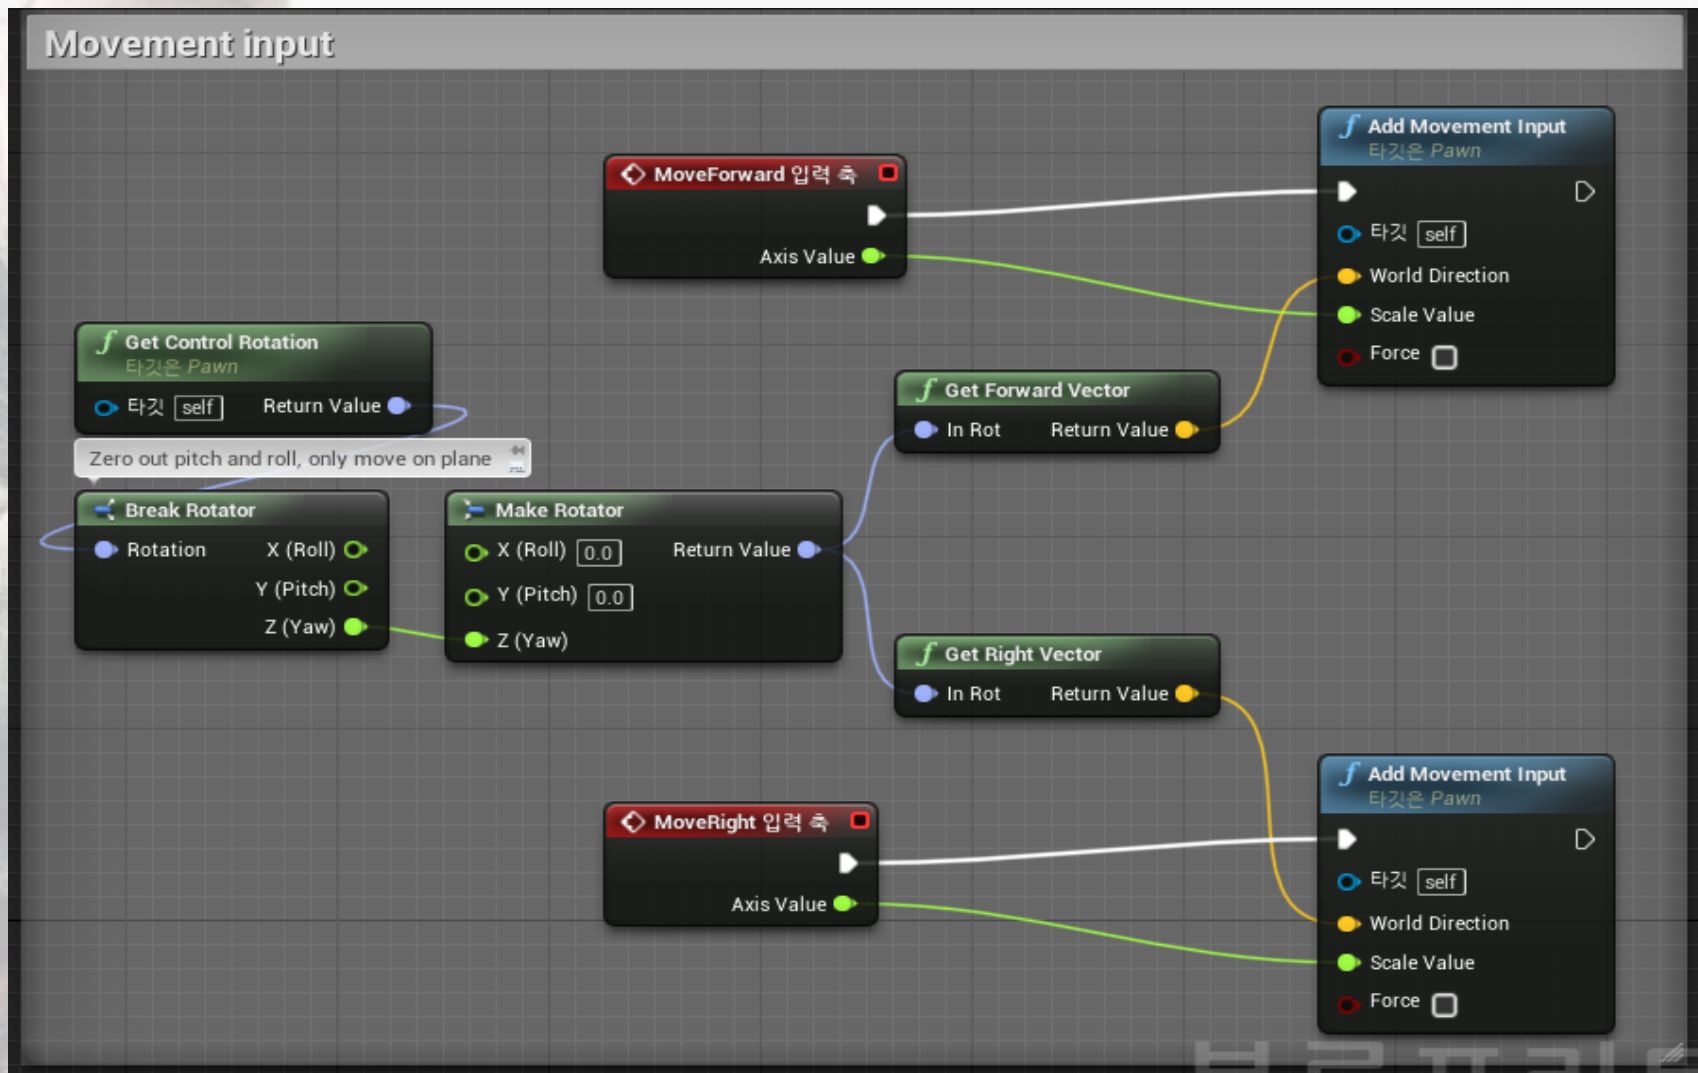 Movement input
Add Movement Input
타깃은 Pawn
MoveForward 입력 축
타깃 self
Axis Value
World Direction
Scale Value
Force
Get Control Rotation
타깃은 Pawn
타깃 self Return Value
Get Forward Vector
In Rot Return Value
Zero out pitch and roll, only move on plane
Break Rotator
Rotation X (Roll)
Y (Pitch)
Z (Yaw)
Make Rotator
X (Roll) 0.0 Return Value
Y (Pitch) 0.0
Z (Yaw)
Get Right Vector
In Rot Return Value
Add Movement Input
타깃은 Pawn
MoveRight 입력 축
타깃 self
Axis Value
World Direction
Scale Value
Force